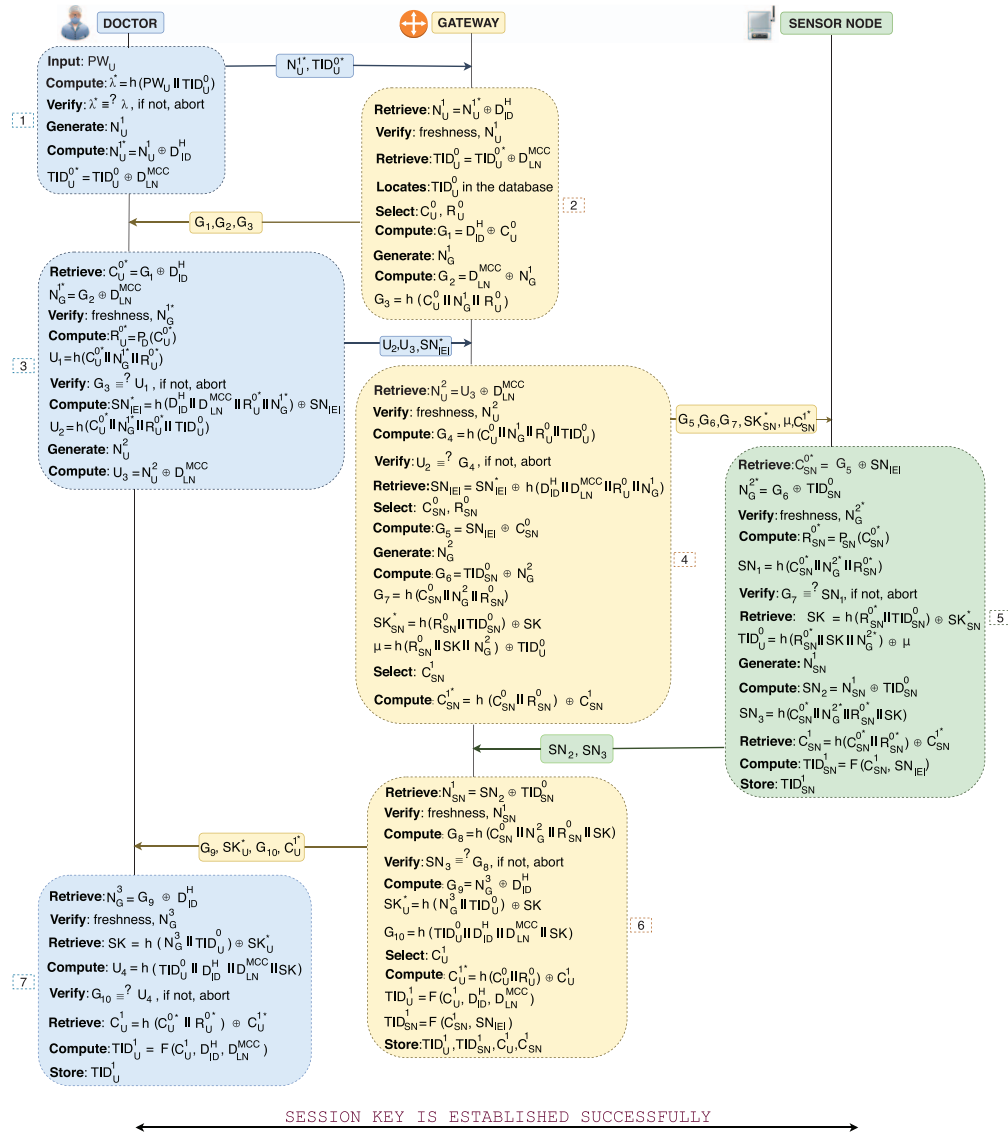 DOCTOR
GATEWAY
SENSOR NODE
1
Input: PW_U
Compute: λ* = h(PW_U || TID_U^0)
Verify: λ* ≡? λ, if not, abort
Generate: N_U^1
Compute: N_U^1* = N_U^1 ⊕ D_ID^H
TID_U^0* = TID_U^0 ⊕ D_LN^MCC
N_U^1*, TID_U^0*
2
Retrieve: N_U^1 = N_U^1* ⊕ D_ID^H
Verify: freshness, N_U^1
Retrieve: TID_U^0 = TID_U^0* ⊕ D_LN^MCC
Locates: TID_U^0 in the database
Select: C_U^0, R_U^0
Compute: G_1 = D_ID^H ⊕ C_U^0
Generate: N_G^1
Compute: G_2 = D_LN^MCC ⊕ N_G^1
G_3 = h (C_U^0 || N_G^1 || R_U^0)
G_1, G_2, G_3
3
Retrieve: C_U^0* = G_1 ⊕ D_ID^H
N_G^1* = G_2 ⊕ D_LN^MCC
Verify: freshness, N_G^1*
Compute: R_U^0* = P_D(C_U^0*)
U_1 = h(C_U^0* || N_G^1* || R_U^0*)
Verify: G_3 ≡? U_1, if not, abort
Compute: SN_IEI^* = h(D_ID^H || D_LN^MCC || R_U^0* || N_G^1*) ⊕ SN_IEI
U_2 = h(C_U^0* || N_G^1* || R_U^0* || TID_U^0)
Generate: N_U^2
Compute: U_3 = N_U^2 ⊕ D_LN^MCC
U_2, U_3, SN_IEI^*
4
Retrieve: N_U^2 = U_3 ⊕ D_LN^MCC
Verify: freshness, N_U^2
Compute: G_4 = h(C_U^0 || N_G^1 || R_U^0 || TID_U^0)
Verify: U_2 ≡? G_4, if not, abort
Retrieve: SN_IEI = SN_IEI^* ⊕ h(D_ID^H || D_LN^MCC || R_U^0 || N_G^1)
Select: C_SN^0, R_SN^0
Compute: G_5 = SN_IEI ⊕ C_SN^0
Generate: N_G^2
Compute: G_6 = TID_SN^0 ⊕ N_G^2
G_7 = h(C_SN^0 || N_G^2 || R_SN^0)
SK_SN^* = h(R_SN^0 || TID_SN^0) ⊕ SK
μ = h(R_SN^0 || SK || N_G^2) ⊕ TID_U^0
Select: C_SN^1
Compute: C_SN^1* = h (C_SN^0 || R_SN^0) ⊕ C_SN^1
G_5, G_6, G_7, SK_SN^*, μ, C_SN^1*
5
Retrieve: C_SN^0* = G_5 ⊕ SN_IEI
N_G^2* = G_6 ⊕ TID_SN^0
Verify: freshness, N_G^2*
Compute: R_SN^0* = P_SN(C_SN^0*)
SN_1 = h(C_SN^0* || N_G^2* || R_SN^0*)
Verify: G_7 ≡? SN_1, if not, abort
Retrieve: SK = h(R_SN^0* || TID_SN^0) ⊕ SK_SN^*
TID_U^0 = h(R_SN^0* || SK || N_G^2*) ⊕ μ
Generate: N_SN^1
Compute: SN_2 = N_SN^1 ⊕ TID_SN^0
SN_3 = h(C_SN^0* || N_G^2* || R_SN^0* || SK)
Retrieve: C_SN^1 = h(C_SN^0* || R_SN^0*) ⊕ C_SN^1*
Compute: TID_SN^1 = F(C_SN^1, SN_IEI)
Store: TID_SN^1
SN_2, SN_3
6
Retrieve: N_SN^1 = SN_2 ⊕ TID_SN^0
Verify: freshness, N_SN^1
Compute: G_8 = h(C_SN^0 || N_G^2 || R_SN^0 || SK)
Verify: SN_3 ≡? G_8, if not, abort
Compute: G_9 = N_G^3 ⊕ D_ID^H
SK_U^* = h(N_G^3 || TID_U^0) ⊕ SK
G_10 = h(TID_U^0 || D_ID^H || D_LN^MCC || SK)
Select: C_U^1
Compute: C_U^1* = h(C_U^0 || R_U^0) ⊕ C_U^1
TID_U^1 = F(C_U^1, D_ID^H, D_LN^MCC)
TID_SN^1 = F(C_SN^1, SN_IEI)
Store: TID_U^1, TID_SN^1, C_U^1, C_SN^1
G_9, SK_U^*, G_10, C_U^1*
7
Retrieve: N_G^3 = G_9 ⊕ D_ID^H
Verify: freshness, N_G^3
Retrieve: SK = h (N_G^3 || TID_U^0) ⊕ SK_U^*
Compute: U_4 = h(TID_U^0 || D_ID^H || D_LN^MCC || SK)
Verify: G_10 ≡? U_4, if not, abort
Retrieve: C_U^1 = h(C_U^0* || R_U^0*) ⊕ C_U^1*
Compute: TID_U^1 = F(C_U^1, D_ID^H, D_LN^MCC)
Store: TID_U^1
SESSION KEY IS ESTABLISHED SUCCESSFULLY